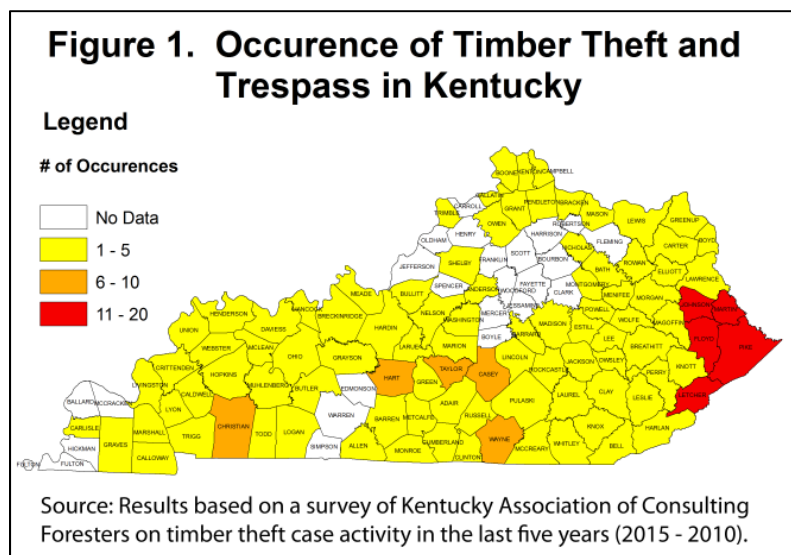 Figure 1. Occurence of Timber Theft and
Trespass in Kentucky
Legend
# of Occurences
No Data
1 - 5
6 - 10
11 - 20
BOONE
KENTON
CAMPBELL
GALLATIN
PENDLETON
BRACKEN
CARROLL
GRANT
MASON
TRIMBLE
OWEN
ROBERTSON
LEWIS
GREENUP
HENRY
HARRISON
OLDHAM
FLEMING
NICHOLAS
CARTER
BOYD
SCOTT
FRANKLIN
BOURBON
ROWAN
SHELBY
JEFFERSON
BATH
ELLIOTT
FAYETTE
LAWRENCE
SPENCER
ANDERSON
WOODFORD
CLARK
MONTGOMERY
MENIFEE
MORGAN
BULLITT
MEADE
JESSAMINE
JOHNSON
MARTIN
HANCOCK
NELSON
MERCER
POWELL
HENDERSON
BRECKINRIDGE
WASHINGTON
GARRARD
MADISON
ESTILL
WOLFE
MAGOFFIN
UNION
DAVIESS
HARDIN
BOYLE
LEE
FLOYD
PIKE
WEBSTER
MCLEAN
OHIO
LARUE
MARION
LINCOLN
BREATHITT
GRAYSON
JACKSON
OWSLEY
KNOTT
CRITTENDEN
HOPKINS
TAYLOR
CASEY
ROCKCASTLE
PERRY
HART
GREEN
MUHLENBERG
BUTLER
EDMONSON
LIVINGSTON
CALDWELL
ADAIR
PULASKI
LAUREL
CLAY
LESLIE
LETCHER
BALLARD
MCCRACKEN
LYON
WARREN
BARREN
METCALFE
RUSSELL
CARLISLE
MARSHALL
CHRISTIAN
KNOX
HARLAN
GRAVES
TRIGG
TODD
LOGAN
CUMBERLAND
WAYNE
WHITLEY
BELL
HICKMAN
CALLOWAY
SIMPSON
ALLEN
MONROE
CLINTON
MCCREARY
FULTON
FULTON
Source: Results based on a survey of Kentucky Association of Consulting
Foresters on timber theft case activity in the last five years (2015 - 2010).